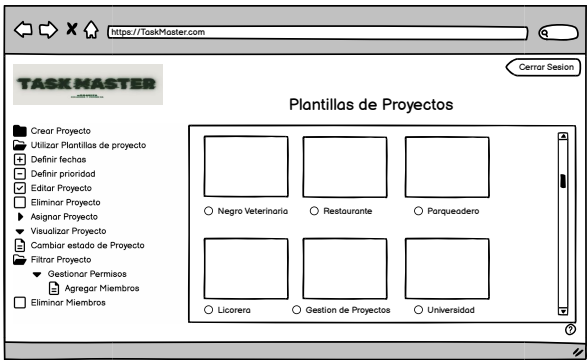 https://TaskMaster.com
Cerrar Sesion
TASK MASTER
Plantillas de Proyectos
Crear Proyecto
Utilizar Plantillas de proyecto
Definir fechas
Definir prioridad
Editar Proyecto
Eliminar Proyecto
Asignar Proyecto
Visualizar Proyecto
Cambiar estado de Proyecto
Filtrar Proyecto
Gestionar Permisos
Agregar Miembros
Eliminar Miembros
Negro Veterinaria
Restaurante
Parqueadero
Licorera
Gestion de Proyectos
Universidad
?